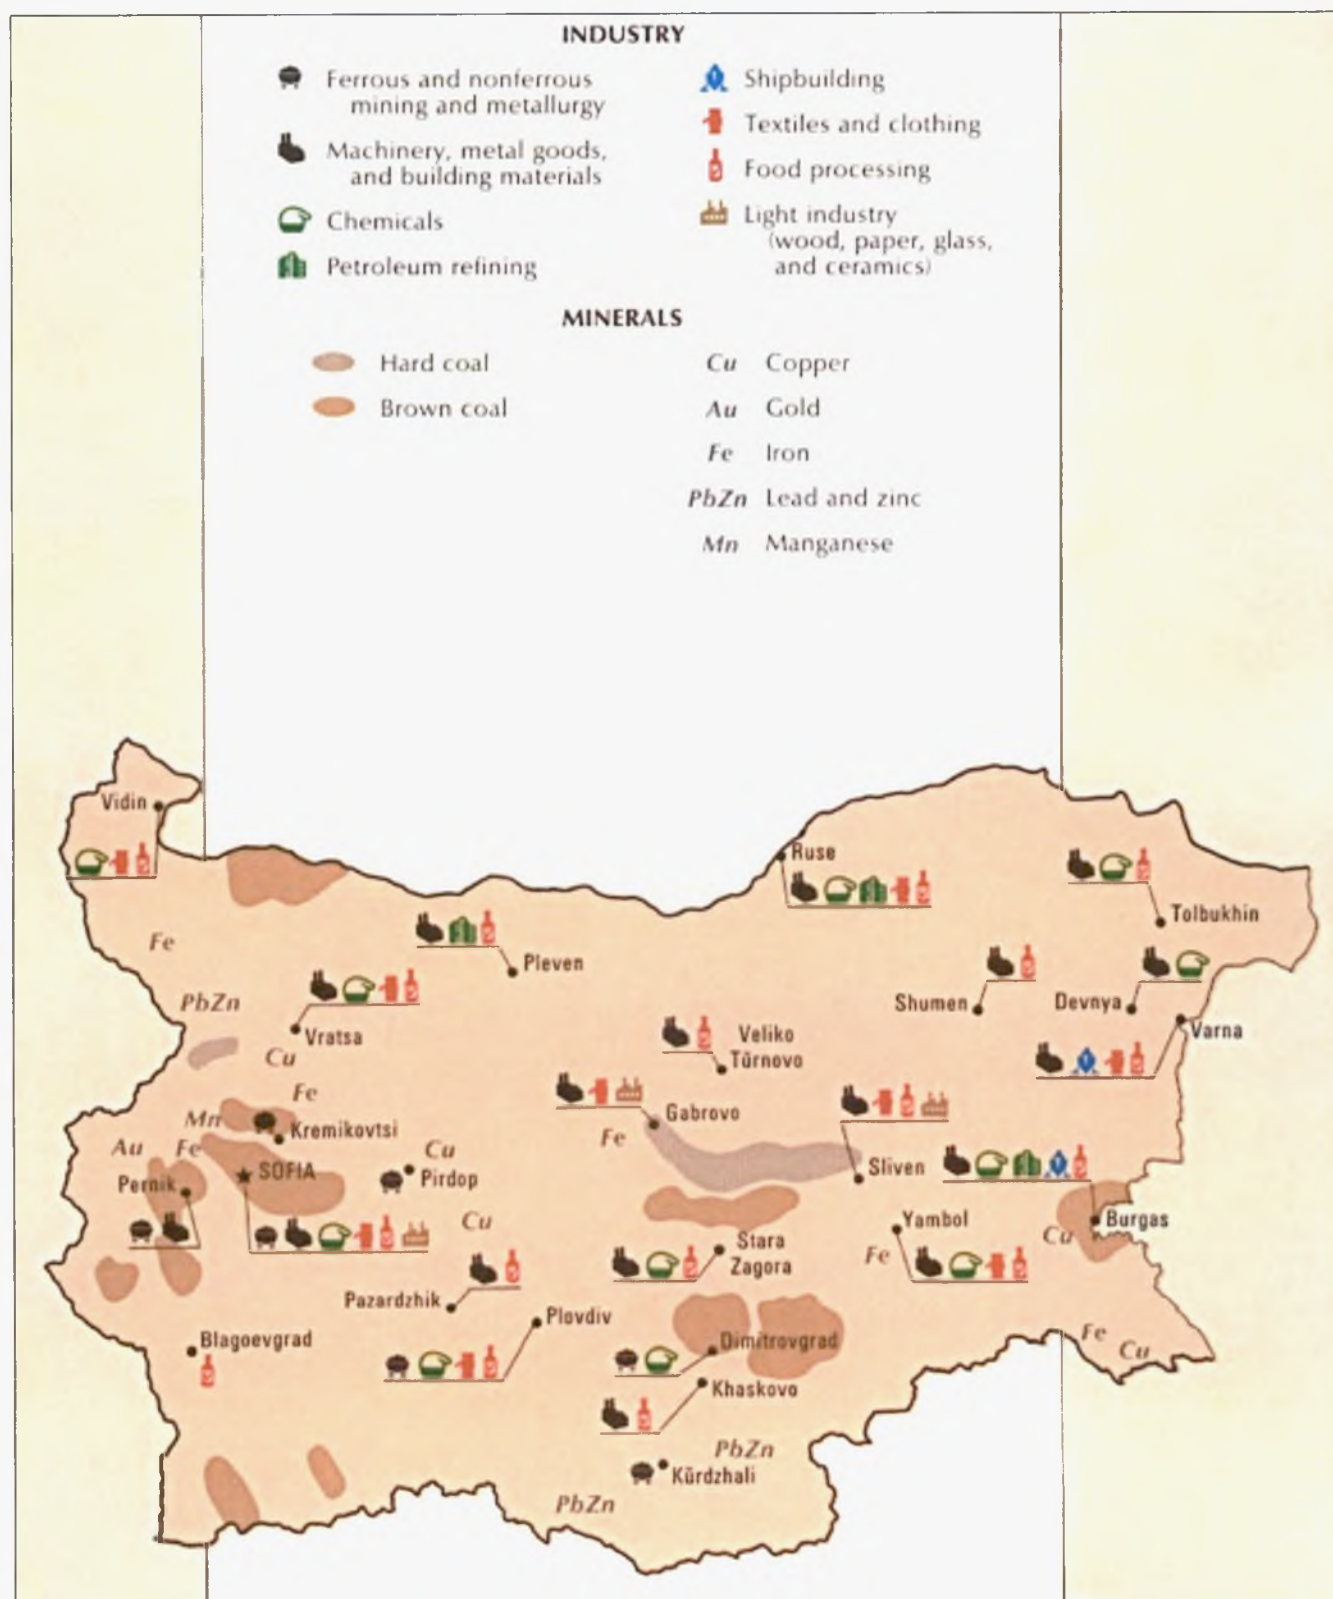 INDUSTRY
Ferrous and nonferrous
mining and metallurgy
Machinery, metal goods,
and building materials
Chemicals
Petroleum refining
Shipbuilding
Textiles and clothing
Food processing
Light industry
(wood, paper, glass,
and ceramics)
MINERALS
Hard coal
Brown coal
Cu Copper
Au Gold
Fe Iron
PbZn Lead and zinc
Mn Manganese
Vidin
Ruse
Tolbukhin
Fe
Pleven
PbZn
Shumen
Devnya
Vratsa
Varna
Cu
Veliko
Tŭrnovo
Fe
Mn
Kremikovtsi
Gabrovo
Au
Fe
Fe
Cu
SOFIA
Pirdop
Sliven
Pernik
Cu
Yambol
Burgas
Cu
Stara
Zagora
Fe
Pazardzhik
Plovdiv
Blagoevgrad
Dimitrovgrad
Fe
Cu
Khaskovo
PbZn
Kŭrdzhali
PbZn